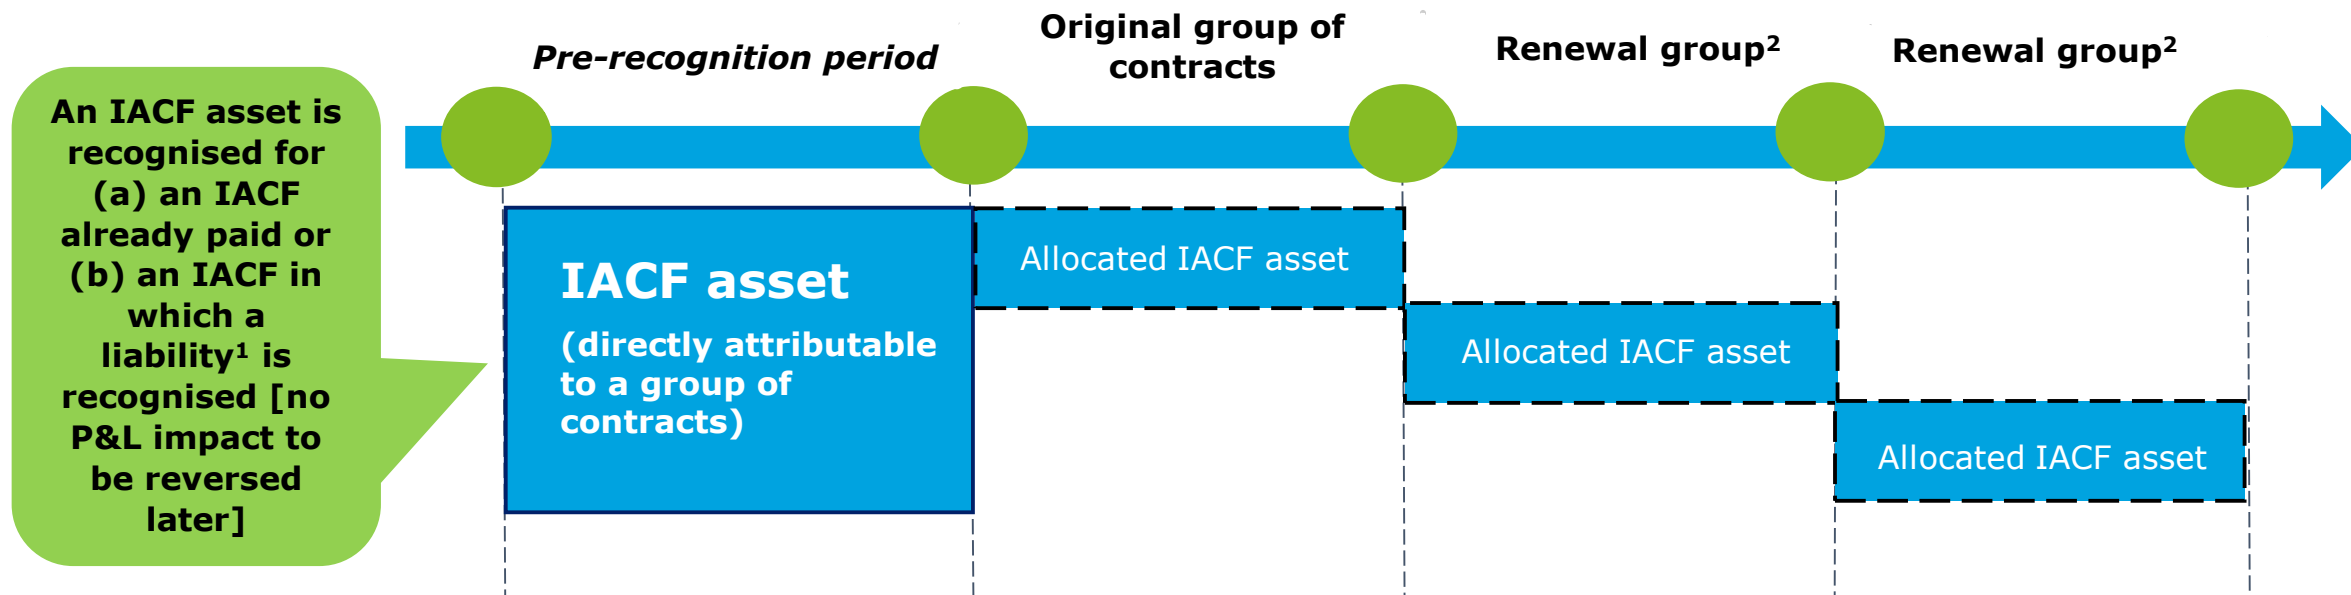 An IACF asset is
recognised for
(a) an IACF
already paid or
(b) an IACF in
which a
liability¹ is
recognised [no
P&L impact to
be reversed
later]
Pre-recognition period
Original group of
contracts
Renewal group²
Renewal group²
IACF asset
(directly attributable
to a group of
contracts)
Allocated IACF asset
Allocated IACF asset
Allocated IACF asset